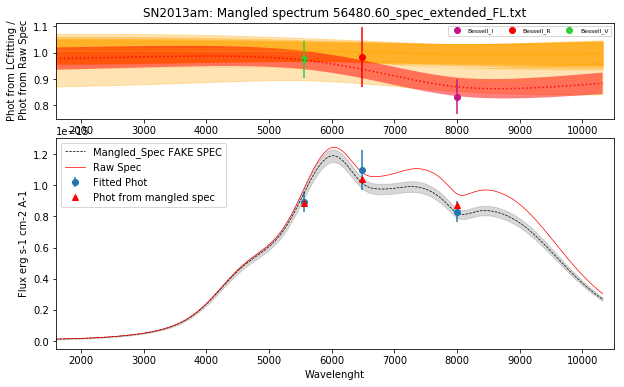 SN2013am: Mangled spectrum 56480.60_spec_extended_FL.txt
Phot from LCfitting /
Phot from Raw Spec
1.1
1.0
0.9
0.8
Bessell_I
Bessell_R
Bessell_V
2000 3000 4000 5000 6000 7000 8000 9000 10000
Flux erg s-1 cm-2 A-1
1.2
1.0
0.8
0.6
0.4
0.2
0.0
Mangled_Spec FAKE SPEC
Raw Spec
Fitted Phot
Phot from mangled spec
2000 3000 4000 5000 6000 7000 8000 9000 10000
Wavelenght